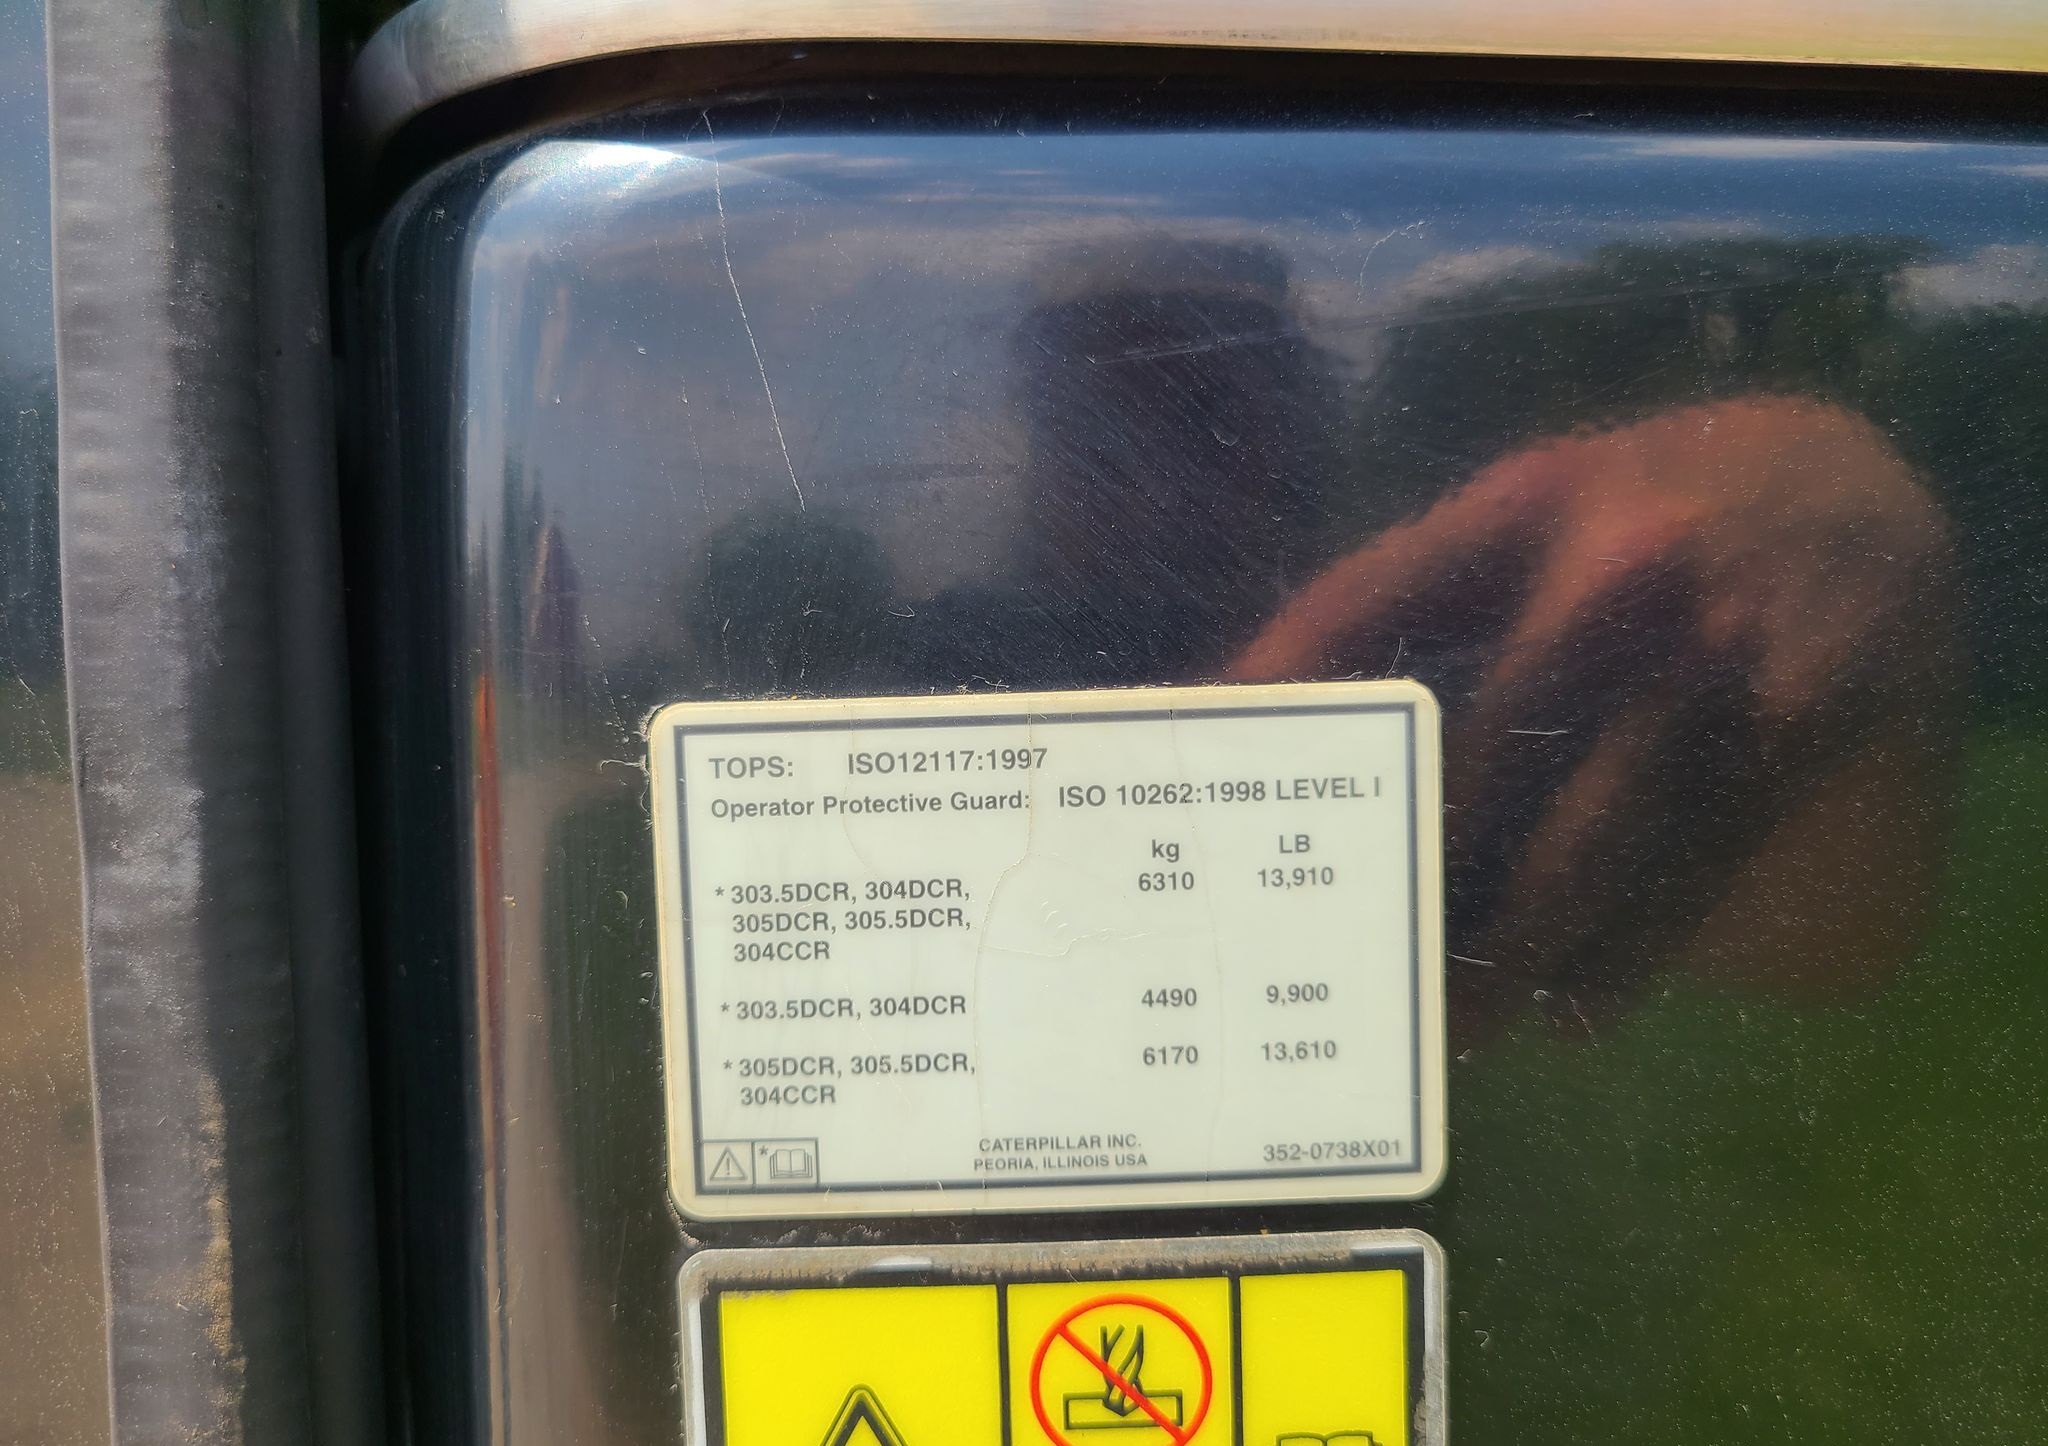 TOPS: ISO12117:1997
Operator Protective Guard: ISO 10262:1998 LEVEL I
kg LB
* 303.5DCR, 304DCR, 6310 13,910
305DCR, 305.5DCR,
304CCR
* 303.5DCR, 304DCR 4490 9,900
* 305DCR, 305.5DCR, 6170 13,610
304CCR
*
CATERPILLAR INC.
PEORIA, ILLINOIS USA
352-0738X01